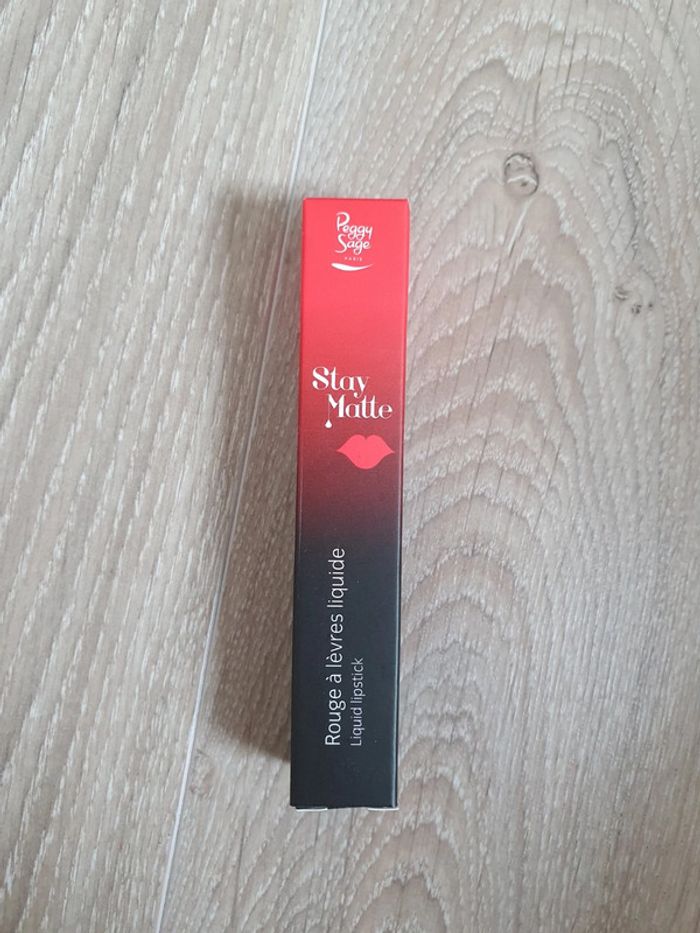 Peggy
Sage
PARIS
Stay
Matte
Rouge à lèvres liquide
Liquid lipstick